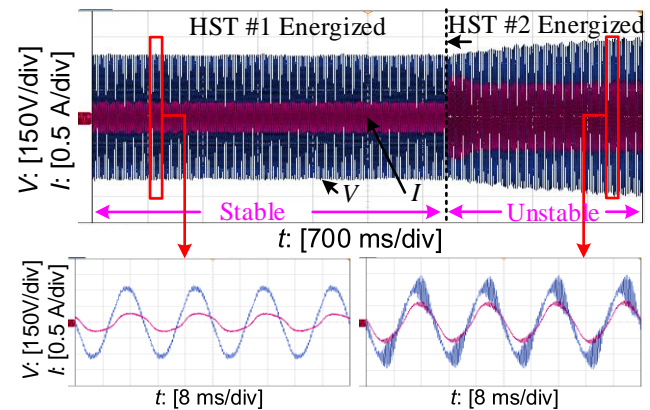 HST #1 Energized
HST #2 Energized
V: [150V/div]
I: [0.5 A/div]
V
I
Stable
Unstable
t: [700 ms/div]
V: [150V/div]
I: [0.5 A/div]
t: [8 ms/div]
t: [8 ms/div]